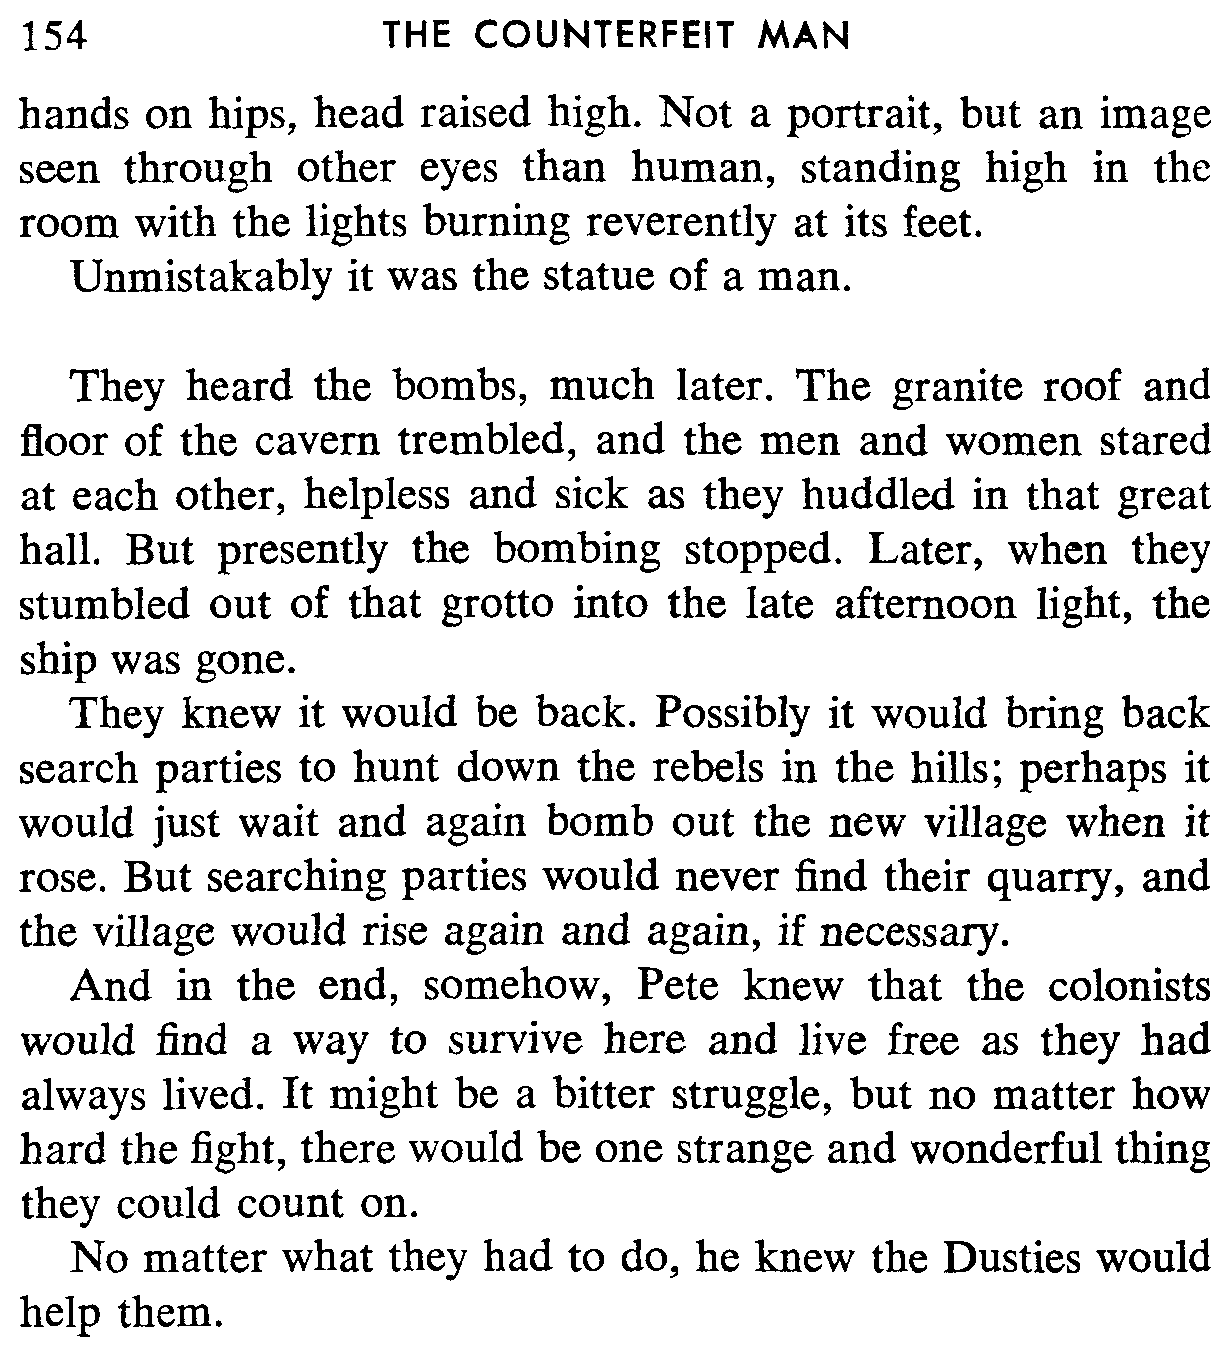 154 THE COUNTERFEIT MAN
hands on hips, head raised high. Not a portrait, but an image
seen through other eyes than human, standing high in the
room with the lights burning reverently at its feet.
Unmistakably it was the statue of a man.
They heard the bombs, much later. The granite roof and
floor of the cavern trembled, and the men and women stared
at each other, helpless and sick as they huddled in that great
hall. But presently the bombing stopped. Later, when they
stumbled out of that grotto into the late afternoon light, the
ship was gone.
They knew it would be back. Possibly it would bring back
search parties to hunt down the rebels in the hills; perhaps it
would just wait and again bomb out the new village when it
rose. But searching parties would never find their quarry, and
the village would rise again and again, if necessary.
And in the end, somehow, Pete knew that the colonists
would find a way to survive here and live free as they had
always lived. It might be a bitter struggle, but no matter how
hard the fight, there would be one strange and wonderful thing
they could count on.
No matter what they had to do, he knew the Dusties would
help them.